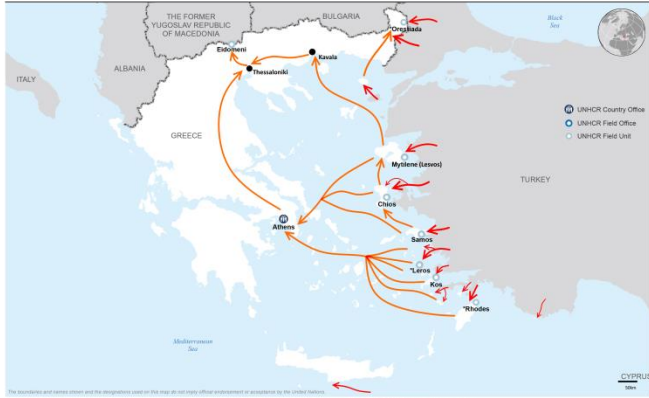 THE FORMER
YUGOSLAV REPUBLIC
OF MACEDONIA
BULGARIA
Black
Sea
*Orestiada
Eidomeni
Kavala
Thessaloniki
ITALY
ALBANIA
UNHCR Country Office
UNHCR Field Office
UNHCR Field Unit
GREECE
Mytilene (Lesvos)
TURKEY
Chios
Athens
Samos
*Leros
Kos
*Rhodes
Mediterranean
Sea
CYPRUS
50km
The boundaries and names shown and the designations used on this map do not imply official endorsement or acceptance by the United Nations.